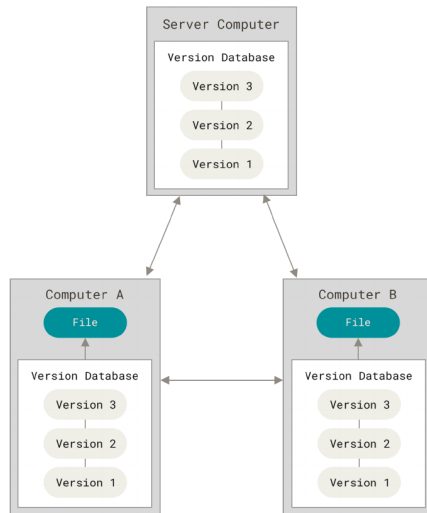 Server Computer
Version Database
Version 3
Version 2
Version 1
Computer A
File
Version Database
Version 3
Version 2
Version 1
Computer B
File
Version Database
Version 3
Version 2
Version 1